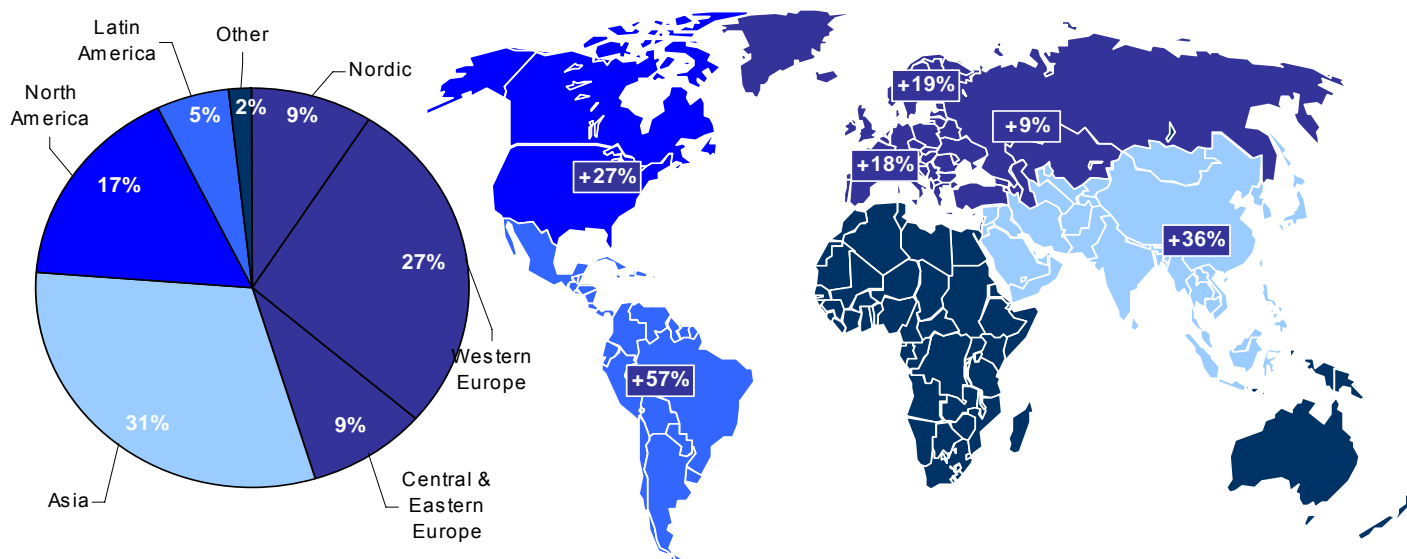 Latin
America
Other
Nordic
North
America
5%
2%
9%
17%
27%
Western
Europe
31%
9%
Asia
Central &
Eastern
Europe
+19%
+9%
+18%
+27%
+36%
+57%